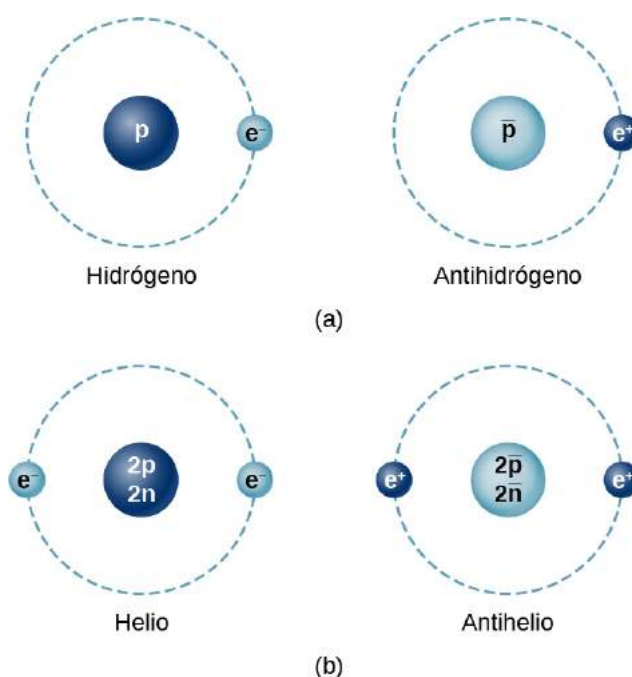 p
e⁻
p̅
e⁺
Hidrógeno
Antihidrógeno
(a)
e⁻
2p
2n
e⁻
e⁺
2p̅
2n̅
e⁺
Helio
Antihelio
(b)